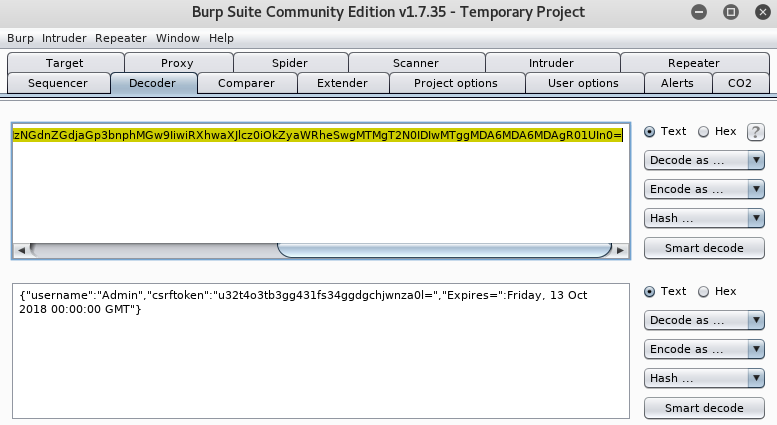 Burp Suite Community Edition v1.7.35 - Temporary Project
Burp Intruder Repeater Window Help
Target Proxy Spider Scanner Intruder Repeater
Sequencer Decoder Comparer Extender Project options User options Alerts CO2
IzNGdnZGdjaGp3bnphMGw9IiwiRXhwaXJlcz0iOkZyaWRheSwgMTMgT2N0IDIwMTggMDA6MDA6MDAgR01UIn0=
Text Hex ?
Decode as ...
Encode as ...
Hash ...
Smart decode
{"username":"Admin","csrftoken":"u32t4o3tb3gg431fs34ggdgchjwnza0l=","Expires=":Friday, 13 Oct
2018 00:00:00 GMT"}
Text Hex
Decode as ...
Encode as ...
Hash ...
Smart decode